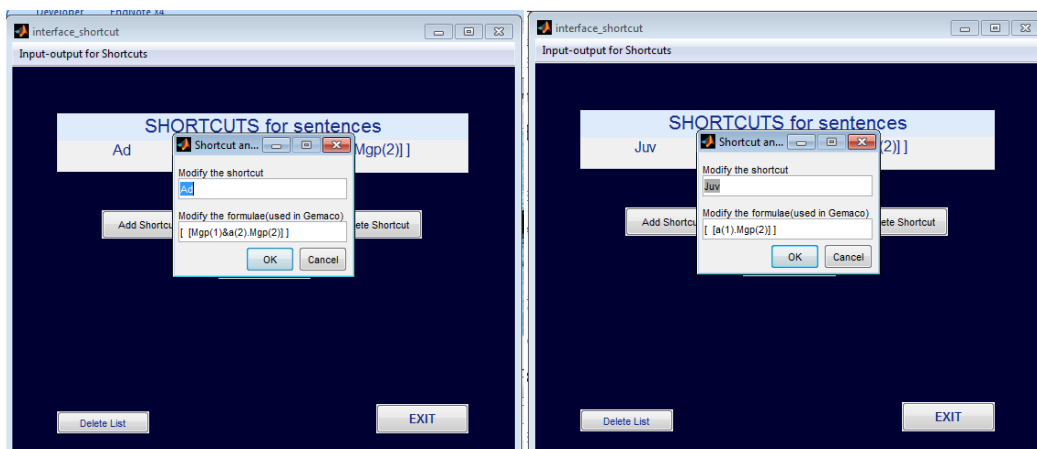 Developer EndNote X4
interface_shortcut
Input-output for Shortcuts
SHORTCUTS for sentences
Ad
Mgp(2)] ]
Shortcut an...
Modify the shortcut
Ad
Modify the formulae(used in Gemaco)
[ [Mgp(1)&a(2).Mgp(2)] ]
OK Cancel
Add Shortcu
ete Shortcut
Delete List
EXIT
interface_shortcut
Input-output for Shortcuts
SHORTCUTS for sentences
Juv
(2)] ]
Shortcut an...
Modify the shortcut
Juv
Modify the formulae(used in Gemaco)
[ [a(1).Mgp(2)] ]
OK Cancel
Add Shortcu
ete Shortcut
Delete List
EXIT